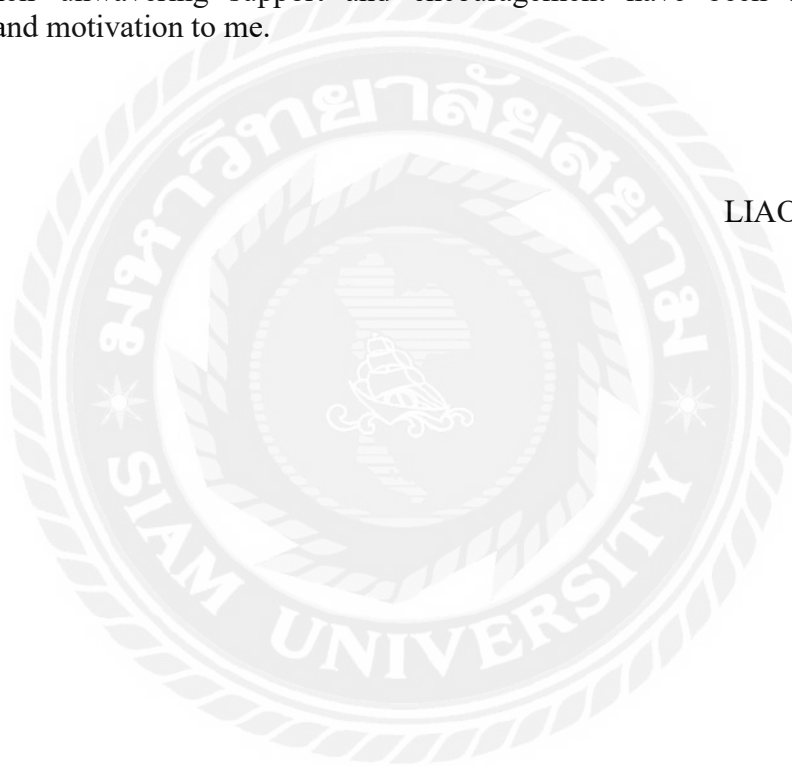 unwavering support and encouragement have been
and motivation to me.
มหาวิทยาลัยสยาม
LIAO
SIAM UNIVERSITY